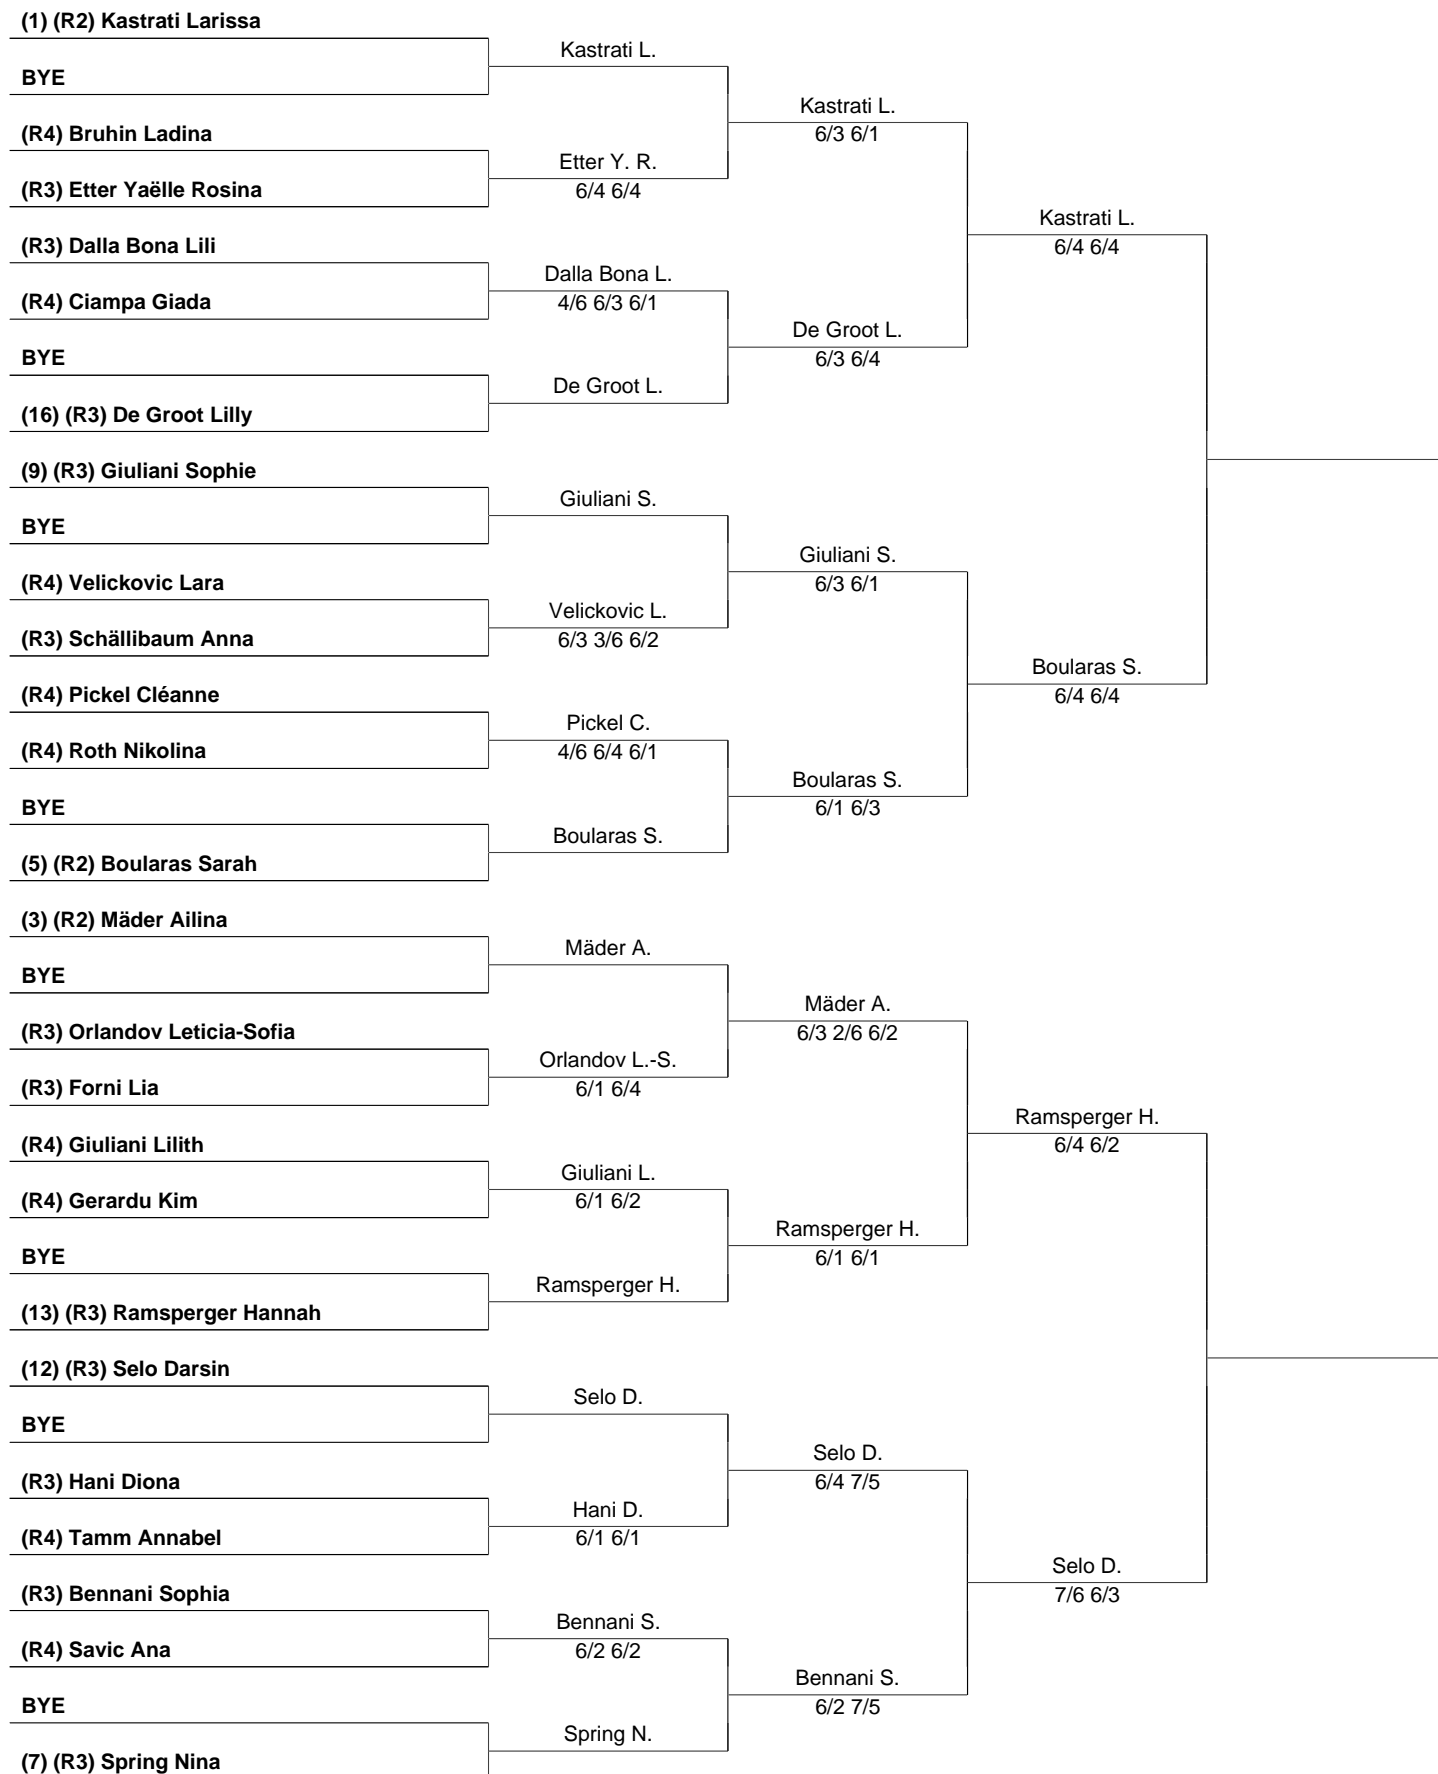 (1) (R2) Kastrati Larissa
Kastrati L.
BYE
Kastrati L.
6/3 6/1
(R4) Bruhin Ladina
Etter Y. R.
6/4 6/4
(R3) Etter Yaëlle Rosina
Kastrati L.
6/4 6/4
(R3) Dalla Bona Lili
Dalla Bona L.
4/6 6/3 6/1
(R4) Ciampa Giada
De Groot L.
6/3 6/4
BYE
De Groot L.
(16) (R3) De Groot Lilly
(9) (R3) Giuliani Sophie
Giuliani S.
BYE
Giuliani S.
6/3 6/1
(R4) Velickovic Lara
Velickovic L.
6/3 3/6 6/2
(R3) Schällibaum Anna
Boularas S.
6/4 6/4
(R4) Pickel Cléanne
Pickel C.
4/6 6/4 6/1
(R4) Roth Nikolina
Boularas S.
6/1 6/3
BYE
Boularas S.
(5) (R2) Boularas Sarah
(3) (R2) Mäder Ailina
Mäder A.
BYE
Mäder A.
6/3 2/6 6/2
(R3) Orlandov Leticia-Sofia
Orlandov L.-S.
6/1 6/4
(R3) Forni Lia
Ramsperger H.
6/4 6/2
(R4) Giuliani Lilith
Giuliani L.
6/1 6/2
(R4) Gerardu Kim
Ramsperger H.
6/1 6/1
BYE
Ramsperger H.
(13) (R3) Ramsperger Hannah
(12) (R3) Selo Darsin
Selo D.
BYE
Selo D.
6/4 7/5
(R3) Hani Diona
Hani D.
6/1 6/1
(R4) Tamm Annabel
Selo D.
7/6 6/3
(R3) Bennani Sophia
Bennani S.
6/2 6/2
(R4) Savic Ana
Bennani S.
6/2 7/5
BYE
Spring N.
(7) (R3) Spring Nina